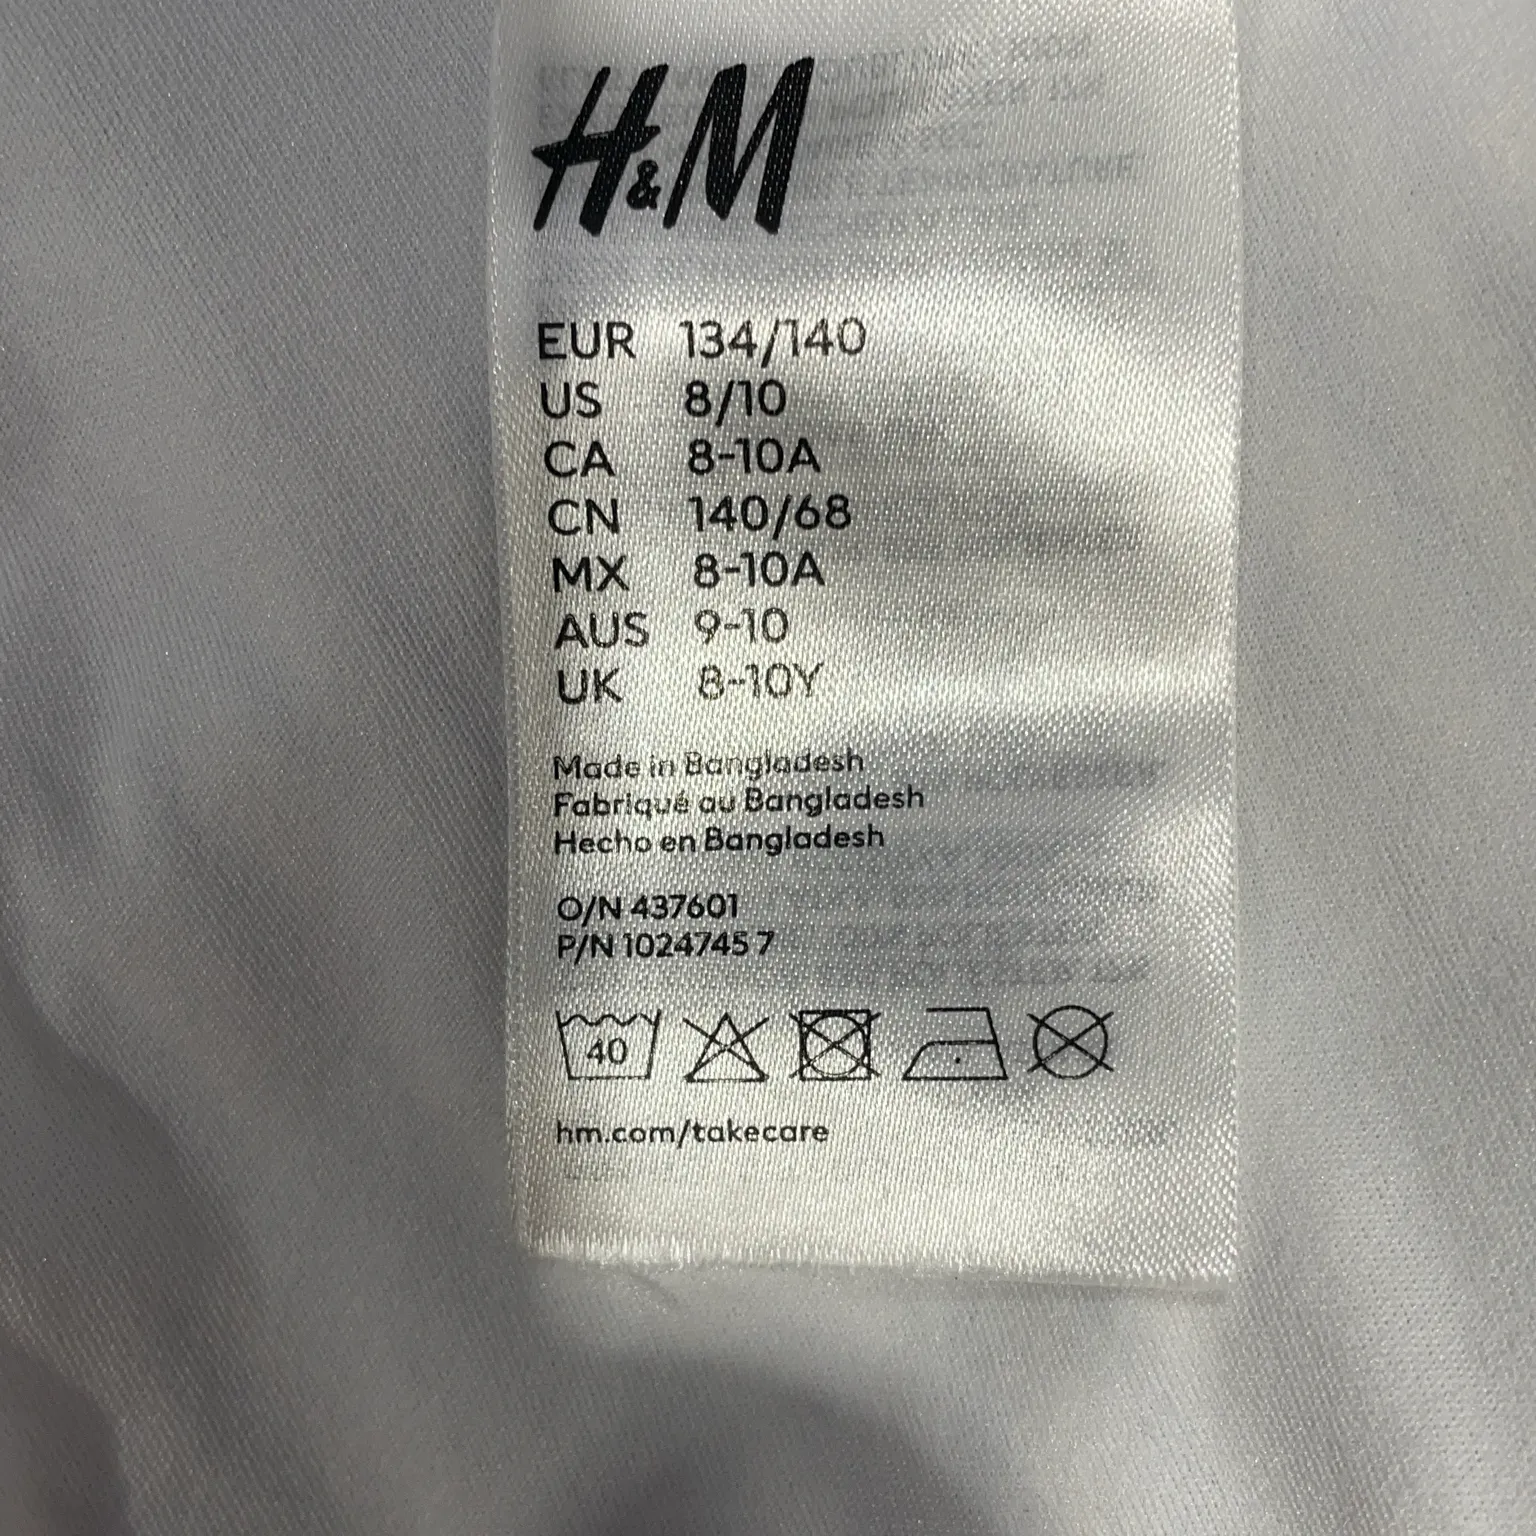 H&M
EUR 134/140
US 8/10
CA 8-10A
CN 140/68
MX 8-10A
AUS 9-10
UK 8-10Y
Made in Bangladesh
Fabriqué au Bangladesh
Hecho en Bangladesh
O/N 437601
P/N 10247457
40
hm.com/takecare